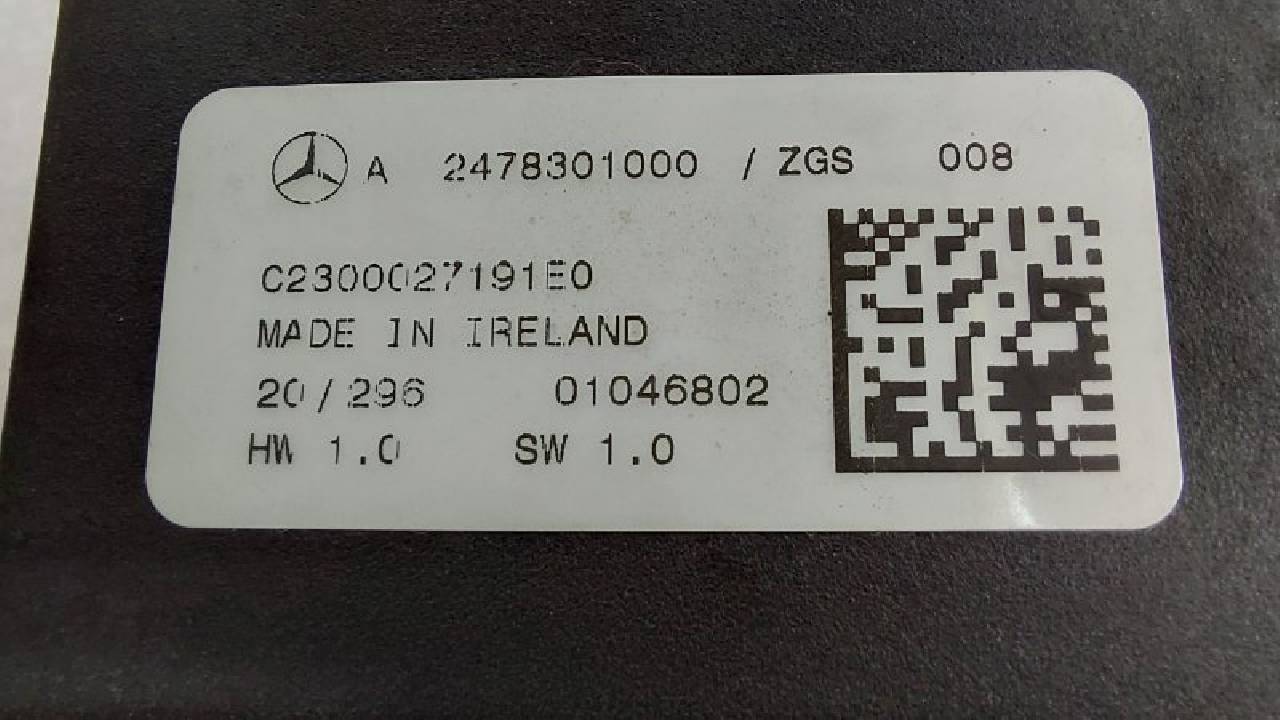 A 2478301000 / ZGS 008
C2300027191E0
MADE IN IRELAND
20/296 01046802
HW 1.0 SW 1.0